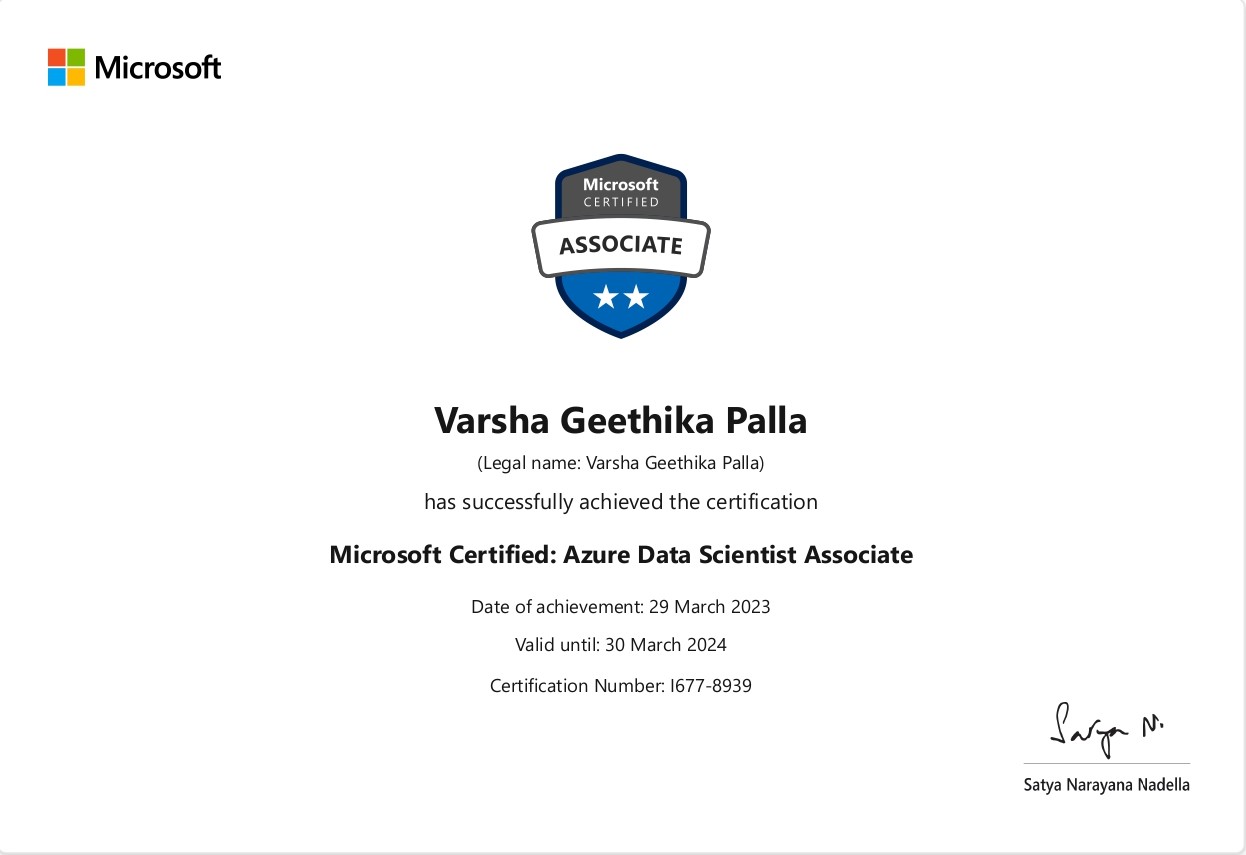 Microsoft
Microsoft
CERTIFIED
ASSOCIATE
Varsha Geethika Palla
(Legal name: Varsha Geethika Palla)
has successfully achieved the certification
Microsoft Certified: Azure Data Scientist Associate
Date of achievement: 29 March 2023
Valid until: 30 March 2024
Certification Number: I677-8939
Satya N.
Satya Narayana Nadella